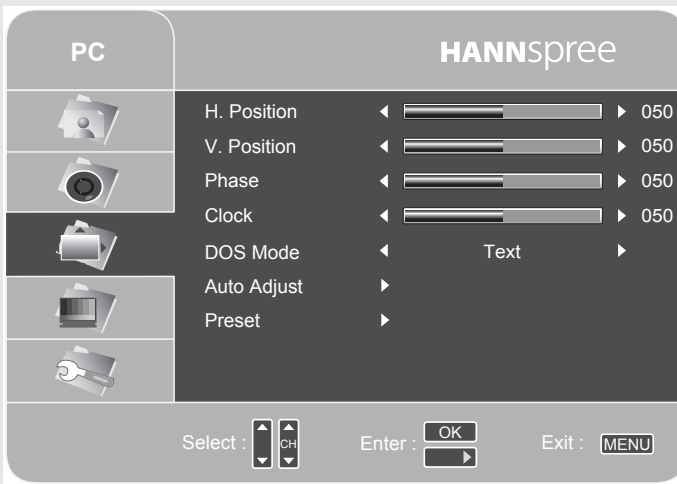 PC
HANNspree
H. Position 050
V. Position 050
Phase 050
Clock 050
DOS Mode Text
Auto Adjust
Preset
Select : CH Enter : OK Exit : MENU